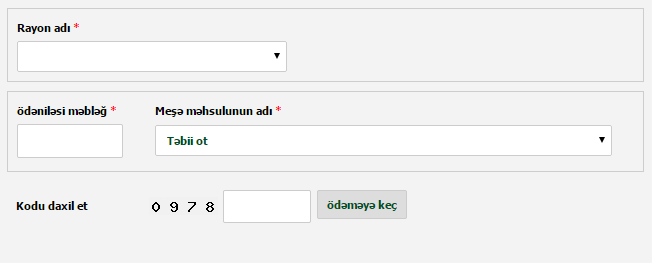 Rayon adı *
ödəniləsi məbləğ * Meşə məhsulunun adı *
Təbii ot
Kodu daxil et 0978 ödəməyə keç